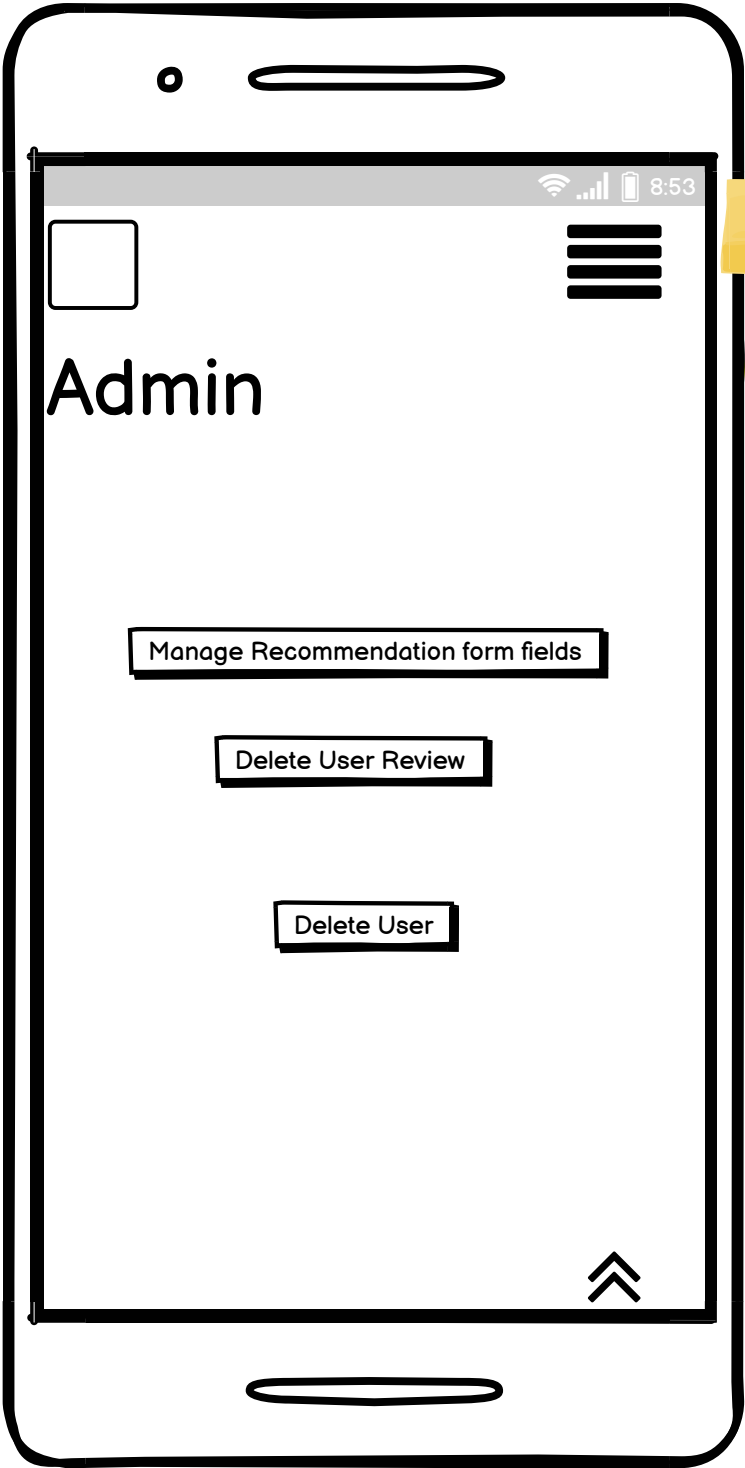 8:53
Admin
Manage Recommendation form fields
Delete User Review
Delete User